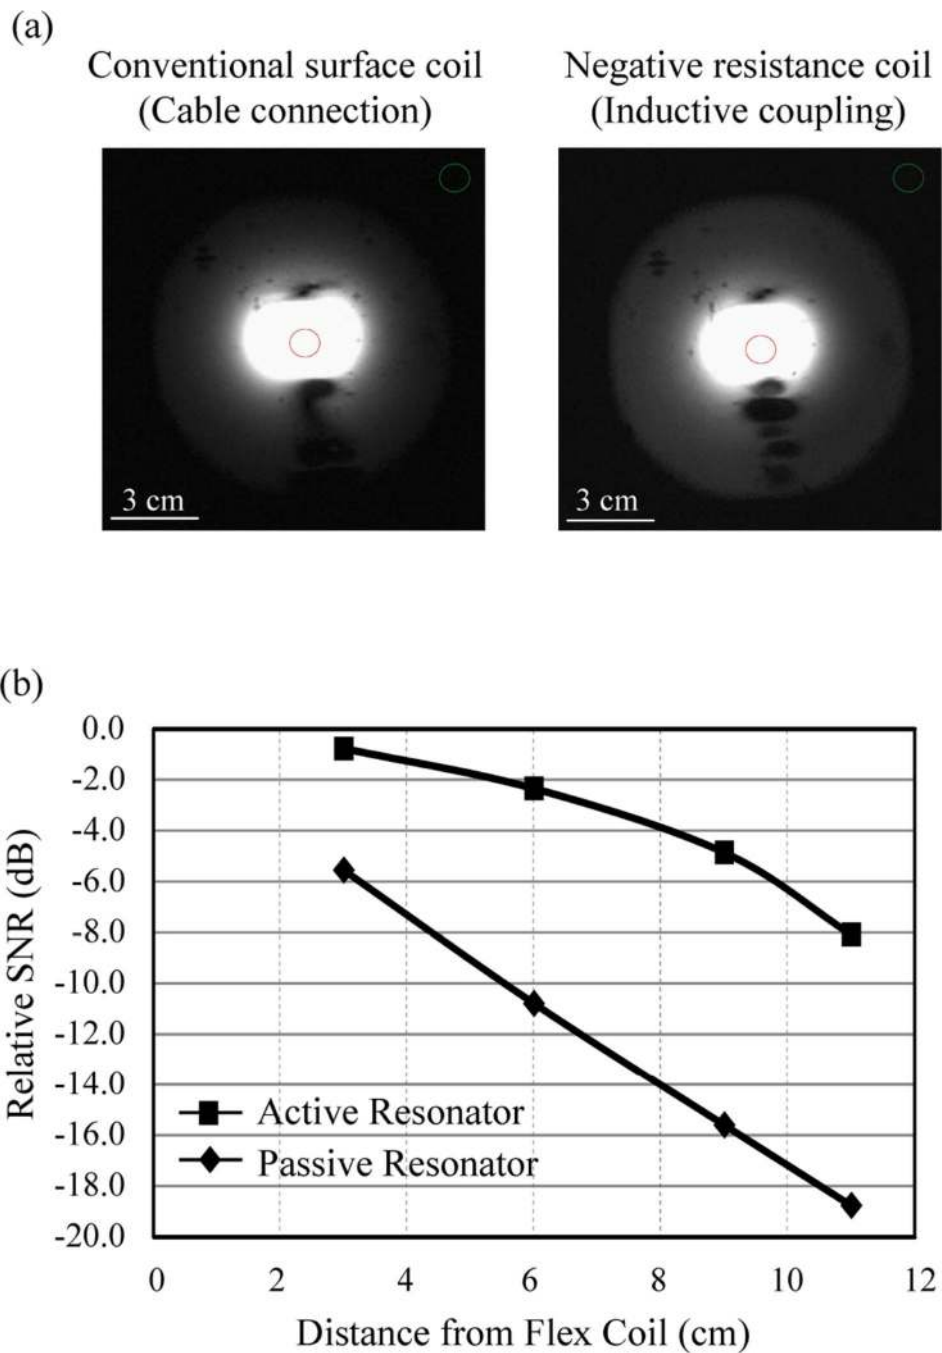 (a)
Conventional surface coil
(Cable connection)
Negative resistance coil
(Inductive coupling)
3 cm
3 cm
(b)
0.0
-2.0
-4.0
-6.0
-8.0
-10.0
-12.0
-14.0
-16.0
-18.0
-20.0
Relative SNR (dB)
Active Resonator
Passive Resonator
0 2 4 6 8 10 12
Distance from Flex Coil (cm)